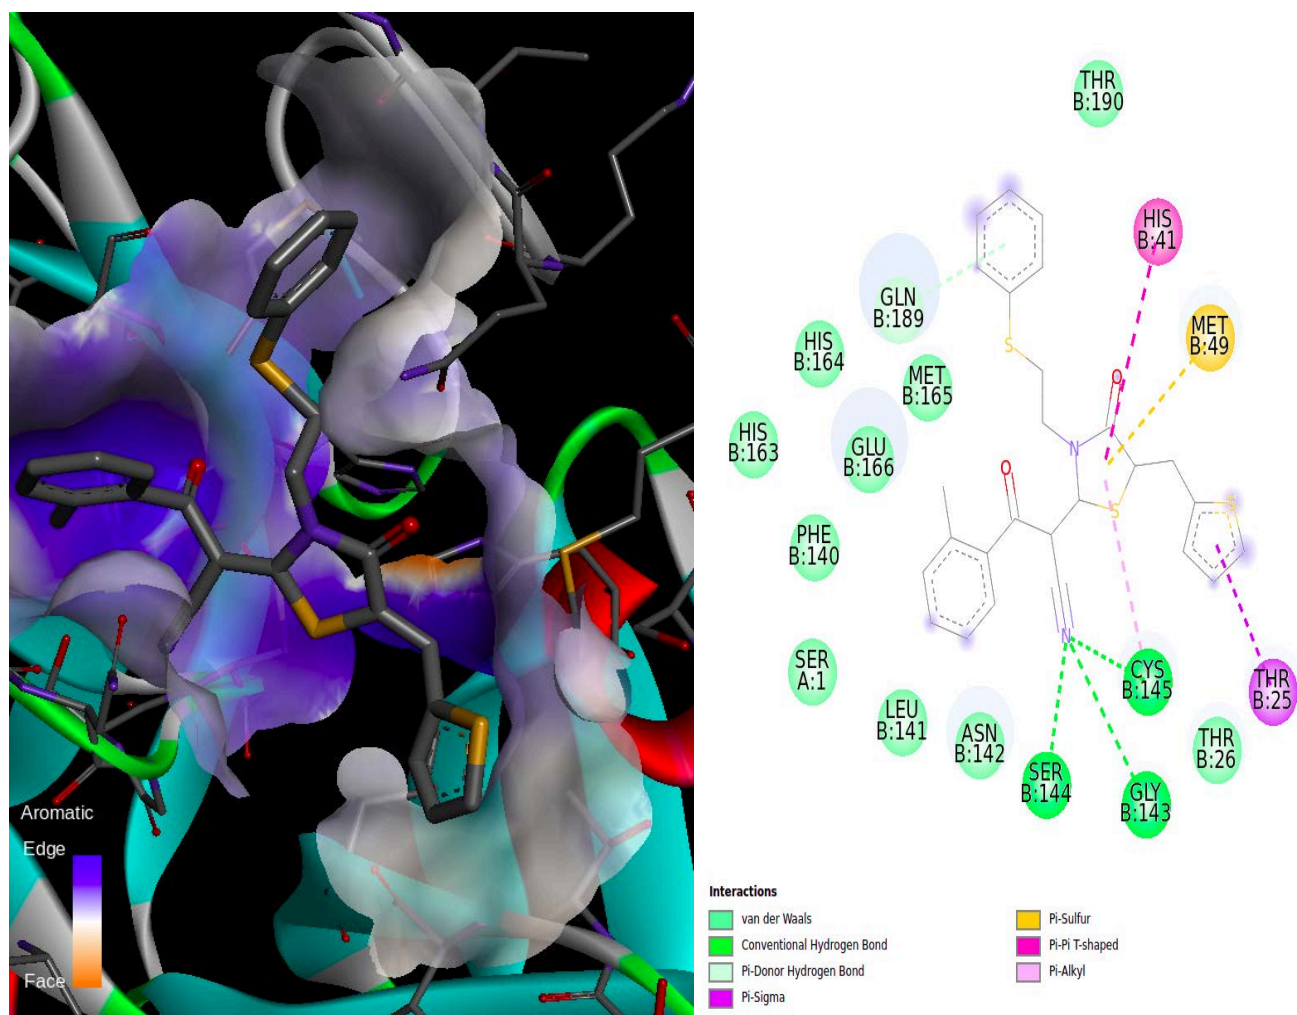 Aromatic
Edge
Face
THR
B:190
HIS
B:41
GLN
B:189
MET
B:49
HIS
B:164
MET
B:165
HIS
B:163
GLU
B:166
S
O
N
O
S
S
PHE
B:140
N
SER
A:1
CYS
B:145
THR
B:25
LEU
B:141
ASN
B:142
THR
B:26
SER
B:144
GLY
B:143
Interactions
van der Waals
Conventional Hydrogen Bond
Pi-Donor Hydrogen Bond
Pi-Sigma
Pi-Sulfur
Pi-Pi T-shaped
Pi-Alkyl